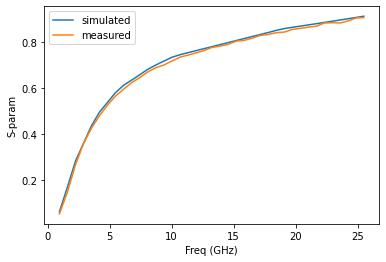 simulated
measured
0.8
0.6
0.4
0.2
S-param
0 5 10 15 20 25
Freq (GHz)